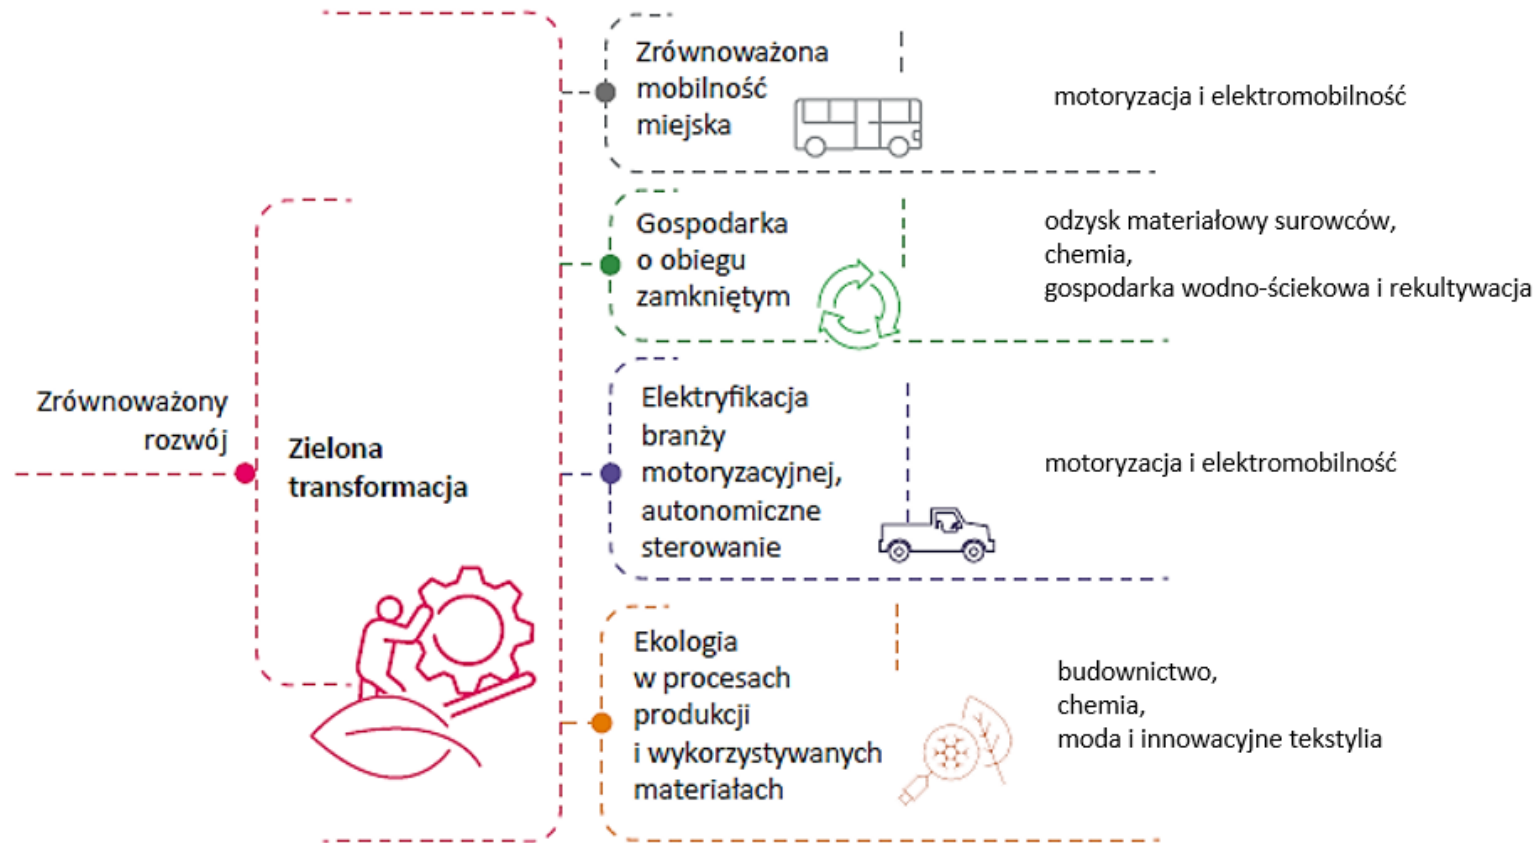 Zrównoważony
rozwój
Zielona
transformacja
Zrównoważona
mobilność
miejska
motoryzacja i elektromobilność
Gospodarka
o obiegu
zamkniętym
odzysk materiałowy surowców,
chemia,
gospodarka wodno-ściekowa i rekultywacja
Elektryfikacja
branży
motoryzacyjnej,
autonomiczne
sterowanie
motoryzacja i elektromobilność
Ekologia
w procesach
produkcji
i wykorzystywanych
materiałach
budownictwo,
chemia,
moda i innowacyjne tekstylia